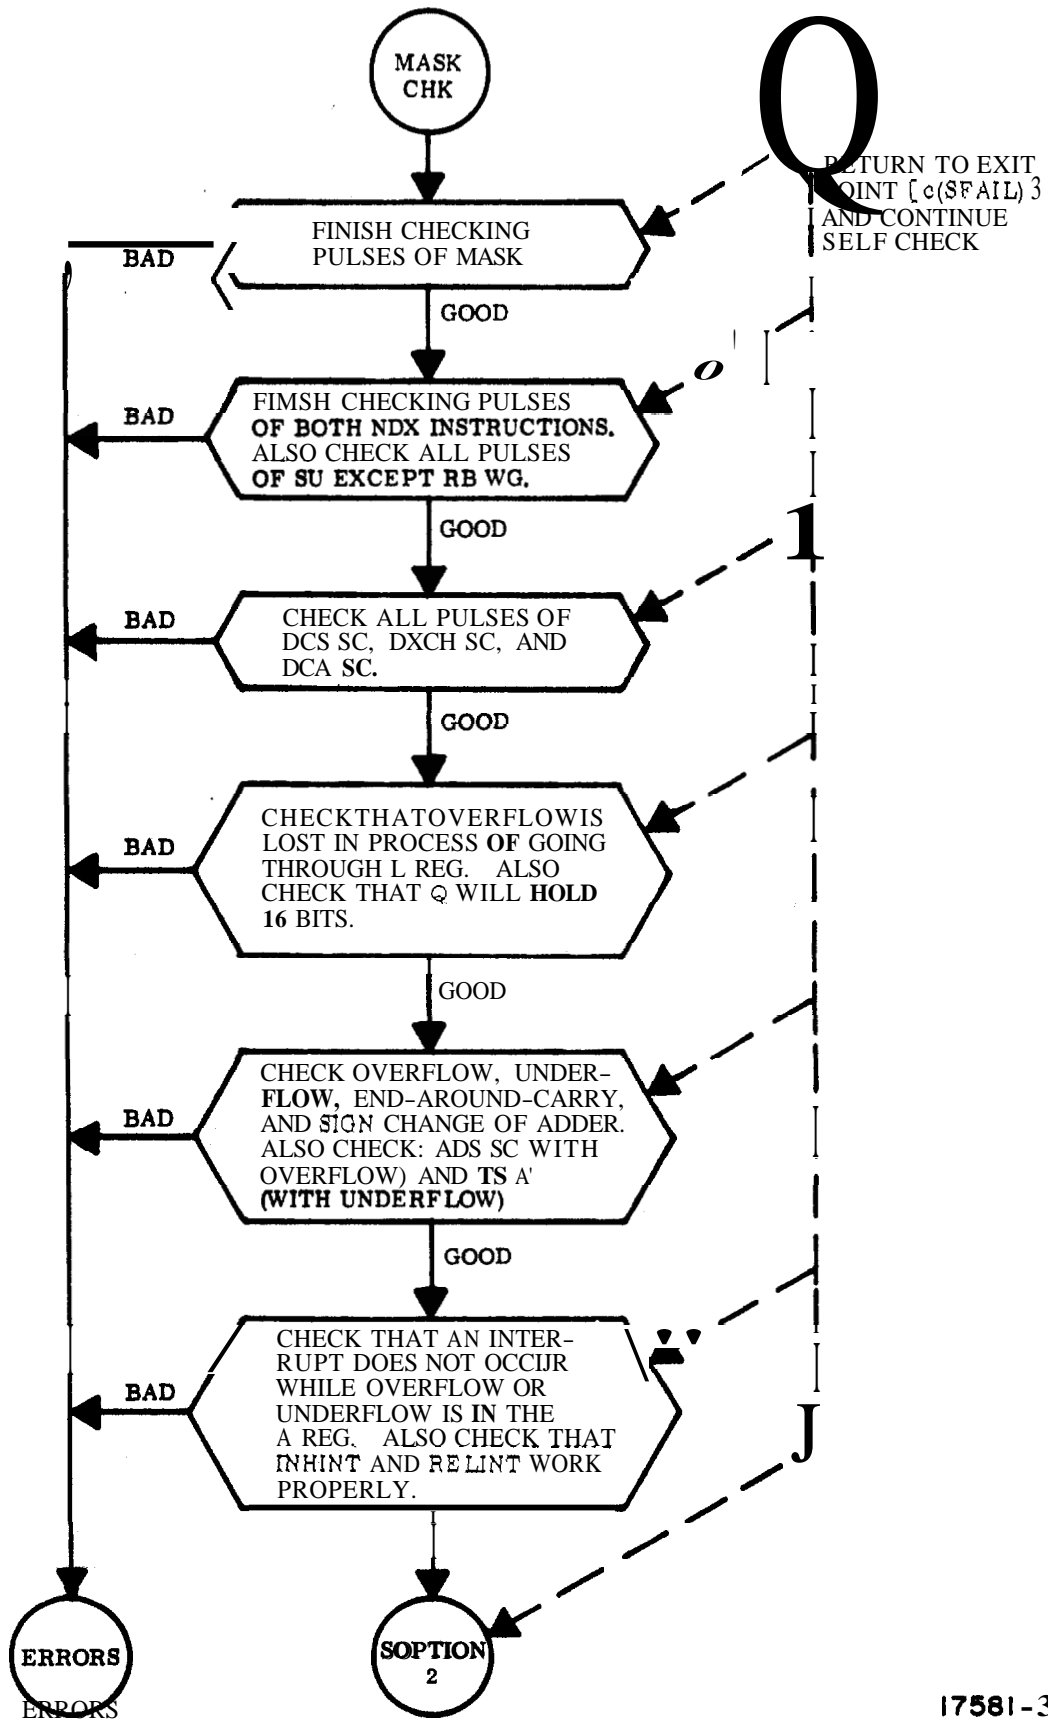 MASK
CHK
Q
RETURN TO EXIT
POINT [c(SFAIL) 3
AND CONTINUE
SELF CHECK
FINISH CHECKING
PULSES OF MASK
BAD
GOOD
o'
FIMSH CHECKING PULSES
OF BOTH NDX INSTRUCTIONS.
ALSO CHECK ALL PULSES
OF SU EXCEPT RB WG.
BAD
GOOD
1
CHECK ALL PULSES OF
DCS SC, DXCH SC, AND
DCA SC.
BAD
GOOD
CHECKTHATOVERFLOWIS
LOST IN PROCESS OF GOING
THROUGH L REG. ALSO
CHECK THAT Q WILL HOLD
16 BITS.
BAD
GOOD
CHECK OVERFLOW, UNDER-
FLOW, END-AROUND-CARRY,
AND SIGN CHANGE OF ADDER.
ALSO CHECK: ADS SC WITH
OVERFLOW) AND TS A'
(WITH UNDERFLOW)
BAD
GOOD
CHECK THAT AN INTER-
RUPT DOES NOT OCCIJR
WHILE OVERFLOW OR
UNDERFLOW IS IN THE
A REG. ALSO CHECK THAT
INHINT AND RELINT WORK
PROPERLY.
BAD
J
ERRORS
ERRORS
SOPTION
2
17581-3